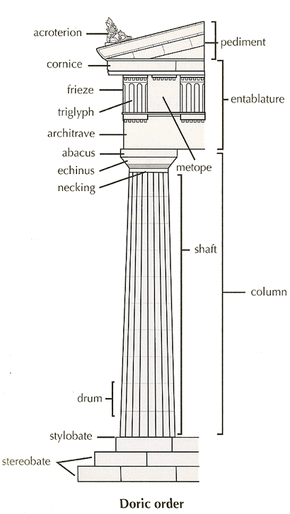 acroterion
pediment
cornice
frieze
entablature
triglyph
architrave
abacus
echinus
metope
necking
shaft
column
drum
stylobate
stereobate
Doric order